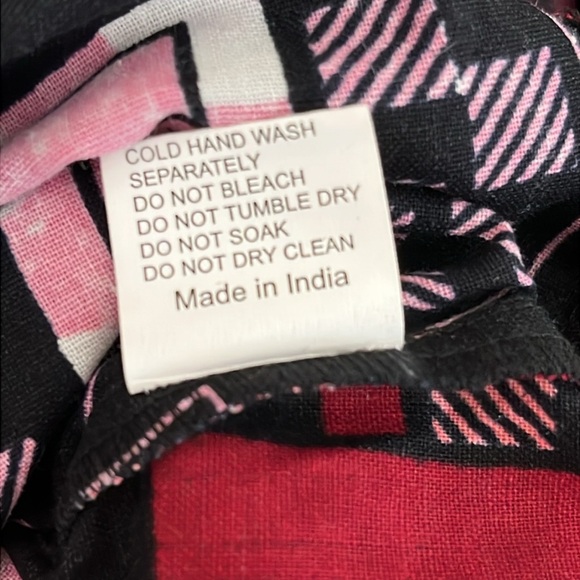 COLD HAND WASH
SEPARATELY
DO NOT BLEACH
DO NOT TUMBLE DRY
DO NOT SOAK
DO NOT DRY CLEAN
Made in India